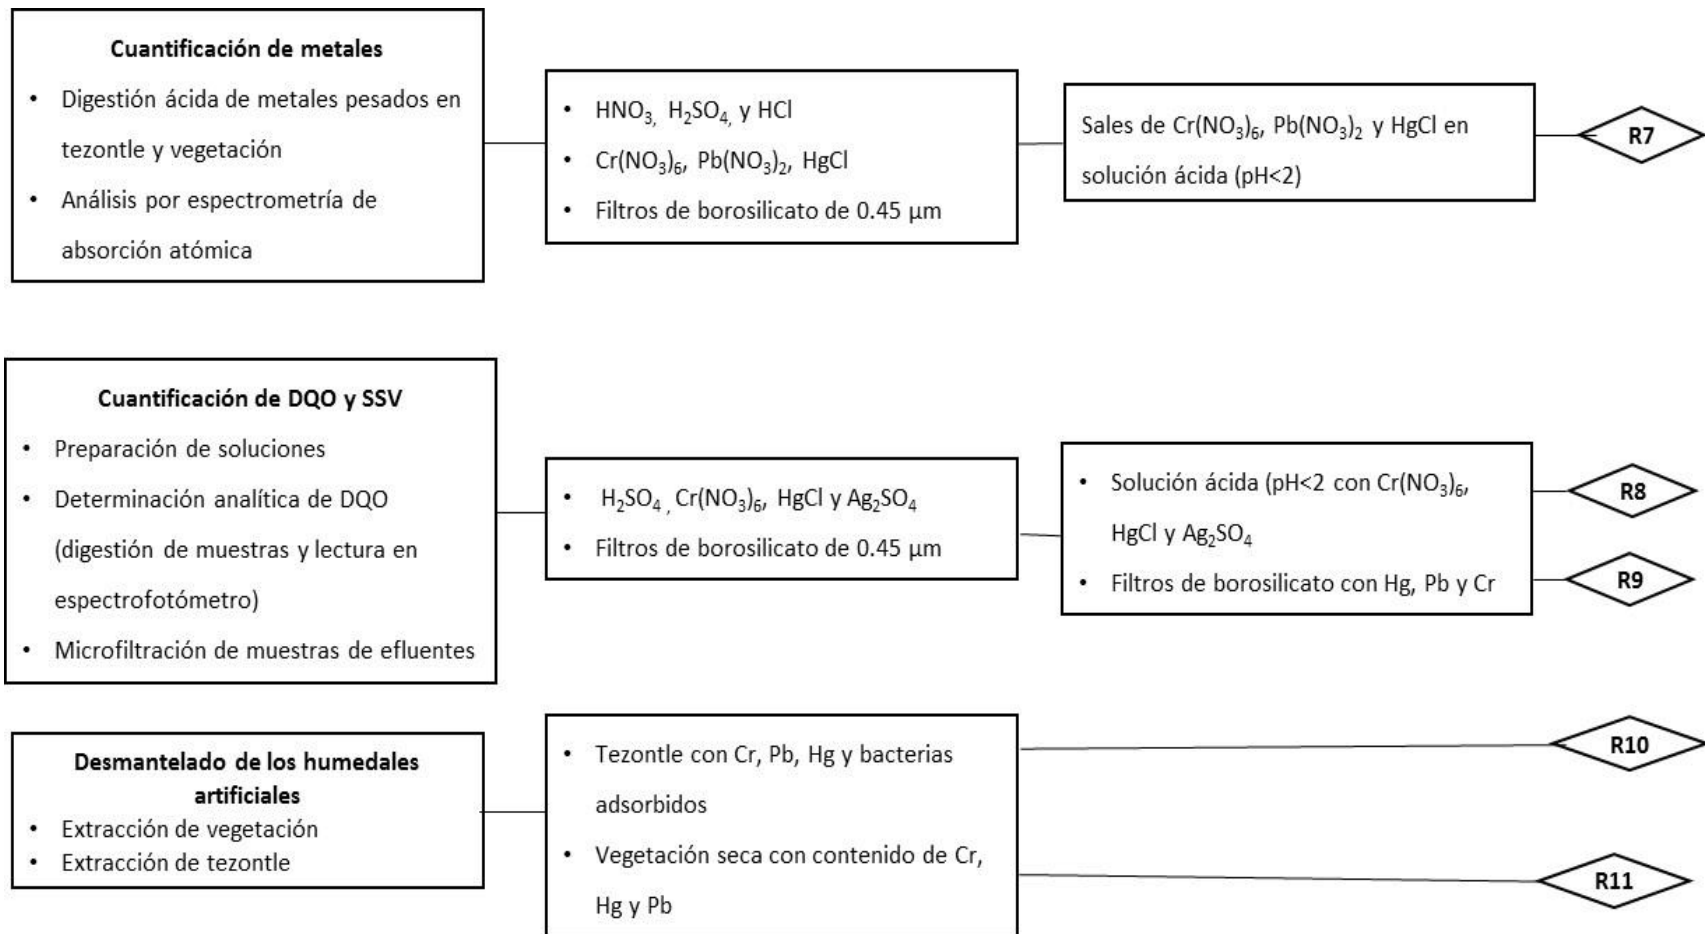 Cuantificación de metales
• Digestión ácida de metales pesados en
tezontle y vegetación
• Análisis por espectrometría de
absorción atómica
• HNO₃, H₂SO₄, y HCl
• Cr(NO₃)₆, Pb(NO₃)₂, HgCl
• Filtros de borosilicato de 0.45 µm
Sales de Cr(NO₃)₆, Pb(NO₃)₂ y HgCl en
solución ácida (pH<2)
R7
Cuantificación de DQO y SSV
• Preparación de soluciones
• Determinación analítica de DQO
(digestión de muestras y lectura en
espectrofotómetro)
• Microfiltración de muestras de efluentes
• H₂SO₄ , Cr(NO₃)₆, HgCl y Ag₂SO₄
• Filtros de borosilicato de 0.45 µm
• Solución ácida (pH<2 con Cr(NO₃)₆,
HgCl y Ag₂SO₄
• Filtros de borosilicato con Hg, Pb y Cr
R8
R9
Desmantelado de los humedales
artificiales
• Extracción de vegetación
• Extracción de tezontle
• Tezontle con Cr, Pb, Hg y bacterias
adsorbidos
• Vegetación seca con contenido de Cr,
Hg y Pb
R10
R11